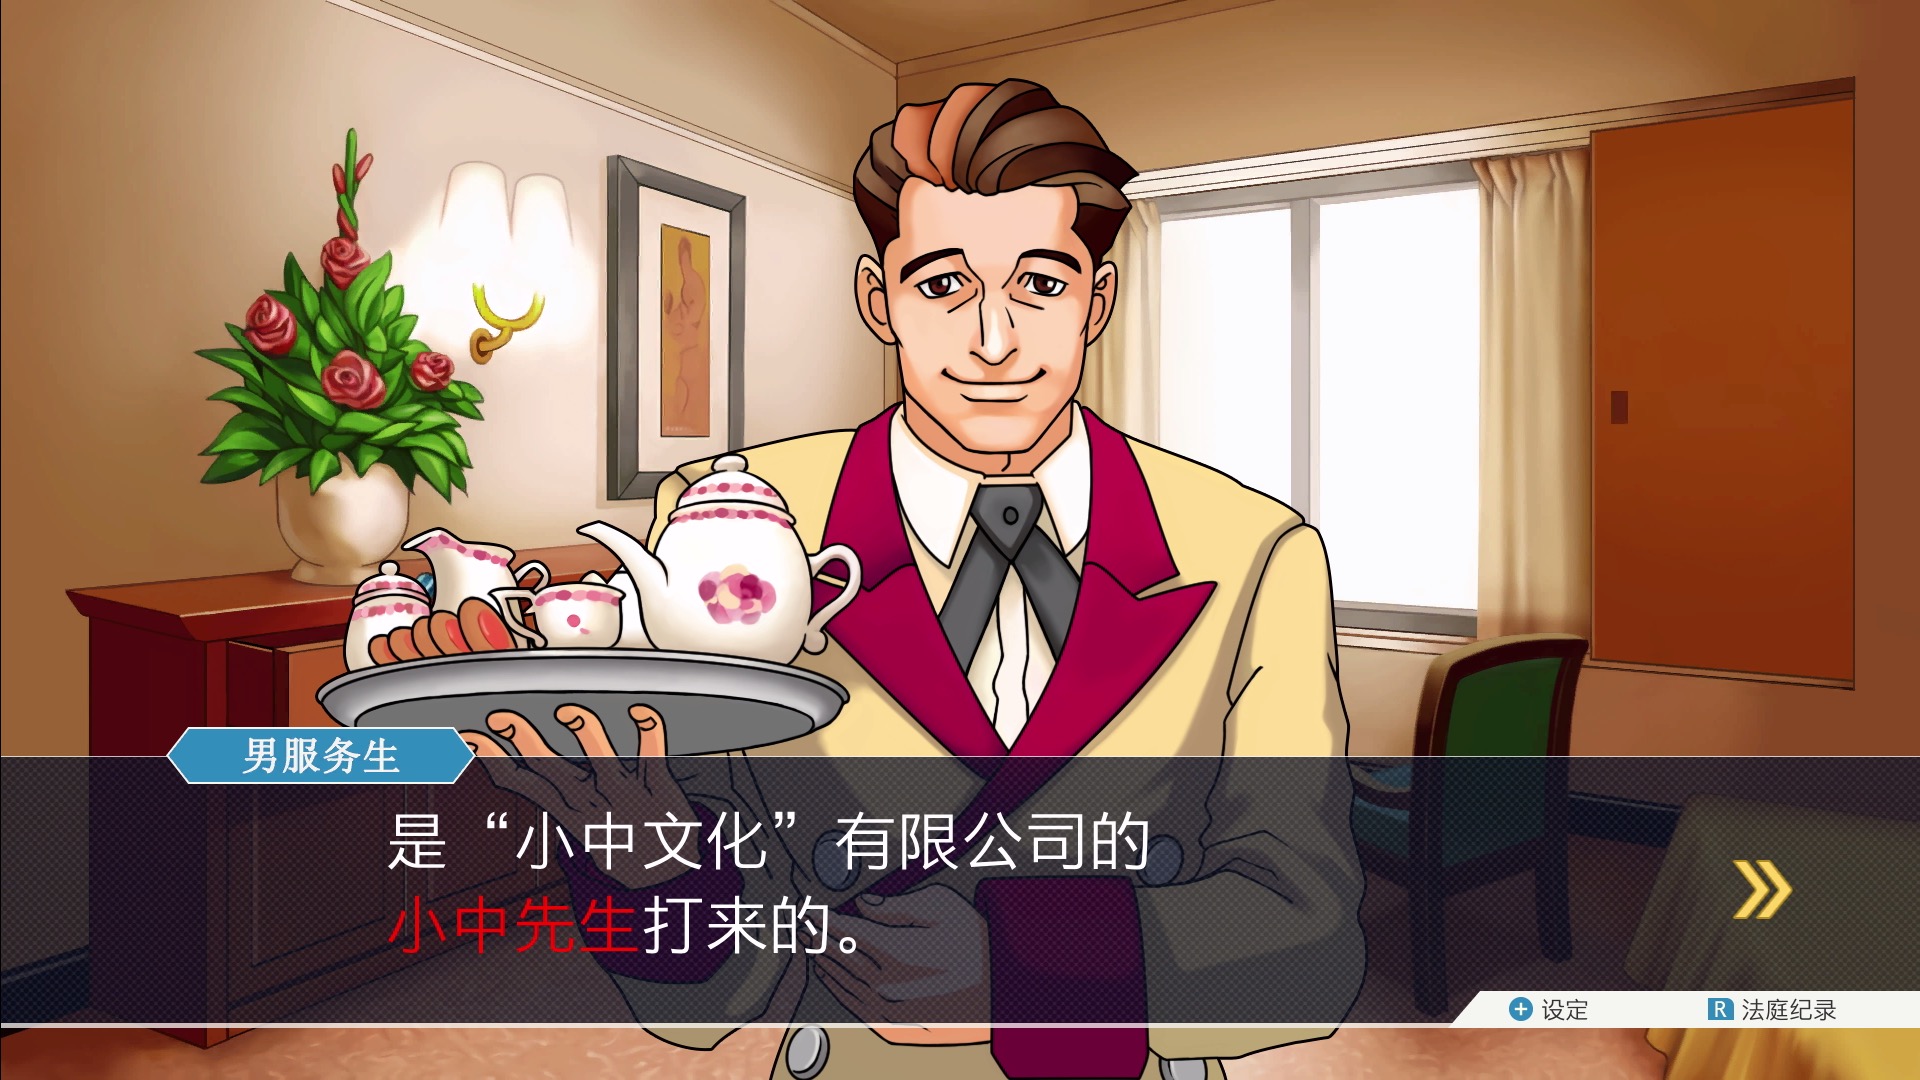 男服务生
是“小中文化”有限公司的
小中先生打来的。
+ 设定
R 法庭纪录